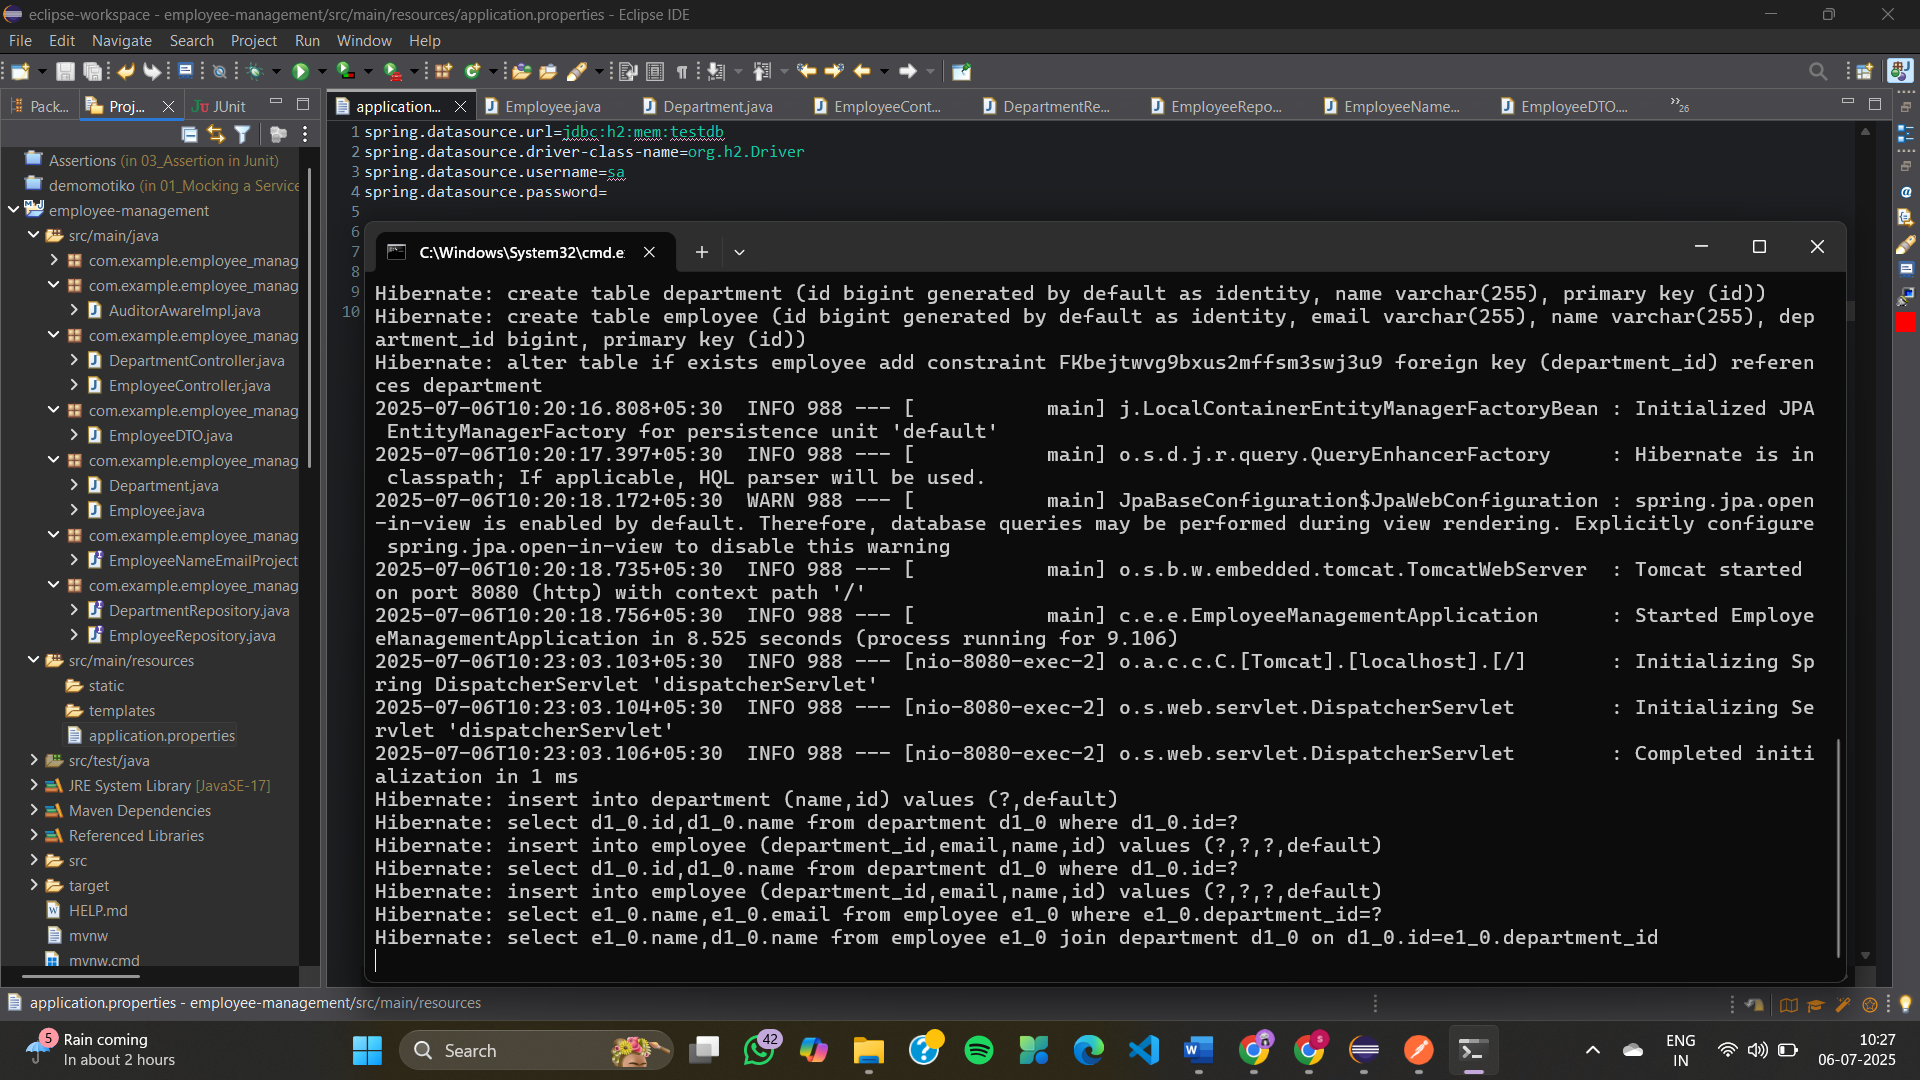 eclipse-workspace - employee-management/src/main/resources/application.properties - Eclipse IDE
File Edit Navigate Search Project Run Window Help
Pack... Proj... JUnit
application... Employee.java Department.java EmployeeCont... DepartmentRe... EmployeeRepo... EmployeeName... EmployeeDTO.... »26
Assertions (in 03_Assertion in Junit)
demomotiko (in 01_Mocking a Service
employee-management
src/main/java
com.example.employee_manag
com.example.employee_manag
AuditorAwareImpl.java
com.example.employee_manag
DepartmentController.java
EmployeeController.java
com.example.employee_manag
EmployeeDTO.java
com.example.employee_manag
Department.java
Employee.java
com.example.employee_manag
EmployeeNameEmailProject
com.example.employee_manag
DepartmentRepository.java
EmployeeRepository.java
src/main/resources
static
templates
application.properties
src/test/java
JRE System Library [JavaSE-17]
Maven Dependencies
Referenced Libraries
src
target
HELP.md
mvnw
mvnw.cmd
1 spring.datasource.url=jdbc:h2:mem:testdb
2 spring.datasource.driver-class-name=org.h2.Driver
3 spring.datasource.username=sa
4 spring.datasource.password=
5
6
7
8
9
10
C:\Windows\System32\cmd.e
Hibernate: create table department (id bigint generated by default as identity, name varchar(255), primary key (id))
Hibernate: create table employee (id bigint generated by default as identity, email varchar(255), name varchar(255), dep
artment_id bigint, primary key (id))
Hibernate: alter table if exists employee add constraint FKbejtwvg9bxus2mffsm3swj3u9 foreign key (department_id) referen
ces department
2025-07-06T10:20:16.808+05:30  INFO 988 --- [           main] j.LocalContainerEntityManagerFactoryBean : Initialized JPA
 EntityManagerFactory for persistence unit 'default'
2025-07-06T10:20:17.397+05:30  INFO 988 --- [           main] o.s.d.j.r.query.QueryEnhancerFactory     : Hibernate is in
 classpath; If applicable, HQL parser will be used.
2025-07-06T10:20:18.172+05:30  WARN 988 --- [           main] JpaBaseConfiguration$JpaWebConfiguration : spring.jpa.open
-in-view is enabled by default. Therefore, database queries may be performed during view rendering. Explicitly configure
 spring.jpa.open-in-view to disable this warning
2025-07-06T10:20:18.735+05:30  INFO 988 --- [           main] o.s.b.w.embedded.tomcat.TomcatWebServer  : Tomcat started
on port 8080 (http) with context path '/'
2025-07-06T10:20:18.756+05:30  INFO 988 --- [           main] c.e.e.EmployeeManagementApplication      : Started Employe
eManagementApplication in 8.525 seconds (process running for 9.106)
2025-07-06T10:23:03.103+05:30  INFO 988 --- [nio-8080-exec-2] o.a.c.c.C.[Tomcat].[localhost].[/]       : Initializing Sp
ring DispatcherServlet 'dispatcherServlet'
2025-07-06T10:23:03.104+05:30  INFO 988 --- [nio-8080-exec-2] o.s.web.servlet.DispatcherServlet        : Initializing Se
rvlet 'dispatcherServlet'
2025-07-06T10:23:03.106+05:30  INFO 988 --- [nio-8080-exec-2] o.s.web.servlet.DispatcherServlet        : Completed initi
alization in 1 ms
Hibernate: insert into department (name,id) values (?,default)
Hibernate: select d1_0.id,d1_0.name from department d1_0 where d1_0.id=?
Hibernate: insert into employee (department_id,email,name,id) values (?,?,?,default)
Hibernate: select d1_0.id,d1_0.name from department d1_0 where d1_0.id=?
Hibernate: insert into employee (department_id,email,name,id) values (?,?,?,default)
Hibernate: select e1_0.name,e1_0.email from employee e1_0 where e1_0.department_id=?
Hibernate: select e1_0.name,d1_0.name from employee e1_0 join department d1_0 on d1_0.id=e1_0.department_id
application.properties - employee-management/src/main/resources
5
Rain coming
In about 2 hours
Search
42
ENG
IN
10:27
06-07-2025